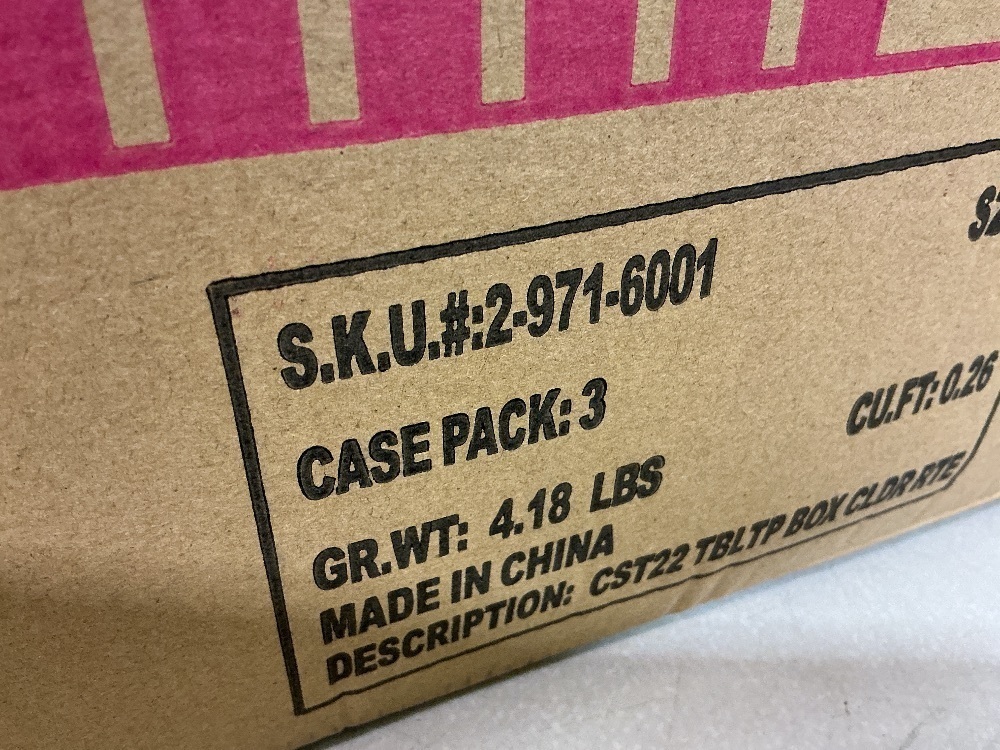 S.K.U.#:2-971-6001
CASE PACK: 3
CU.FT: 0.26
GR.WT: 4.18 LBS
MADE IN CHINA
DESCRIPTION: CST22 TBLTP BOX CLDR RTE